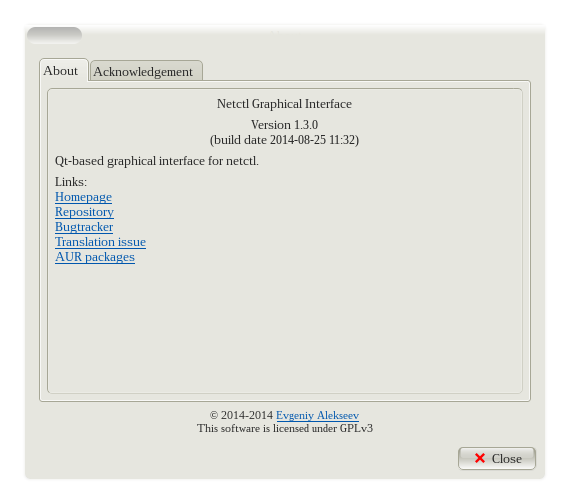 About
Acknowledgement
Netctl Graphical Interface
Version 1.3.0
(build date 2014-08-25 11:32)
Qt-based graphical interface for netctl.
Links:
Homepage
Repository
Bugtracker
Translation issue
AUR packages
© 2014-2014 Evgeniy Alekseev
This software is licensed under GPLv3
Close